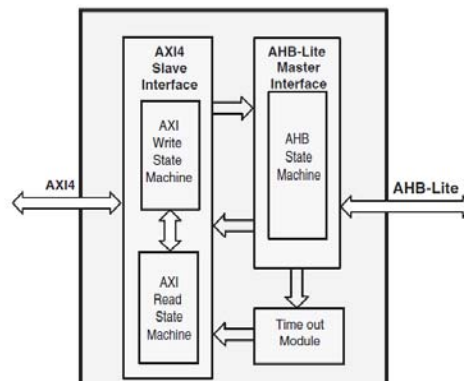 AXI4
Slave
Interface
AHB-Lite
Master
Interface
AXI
Write
State
Machine
AHB
State
Machine
AXI4
AHB-Lite
AXI
Read
State
Machine
Time out
Module